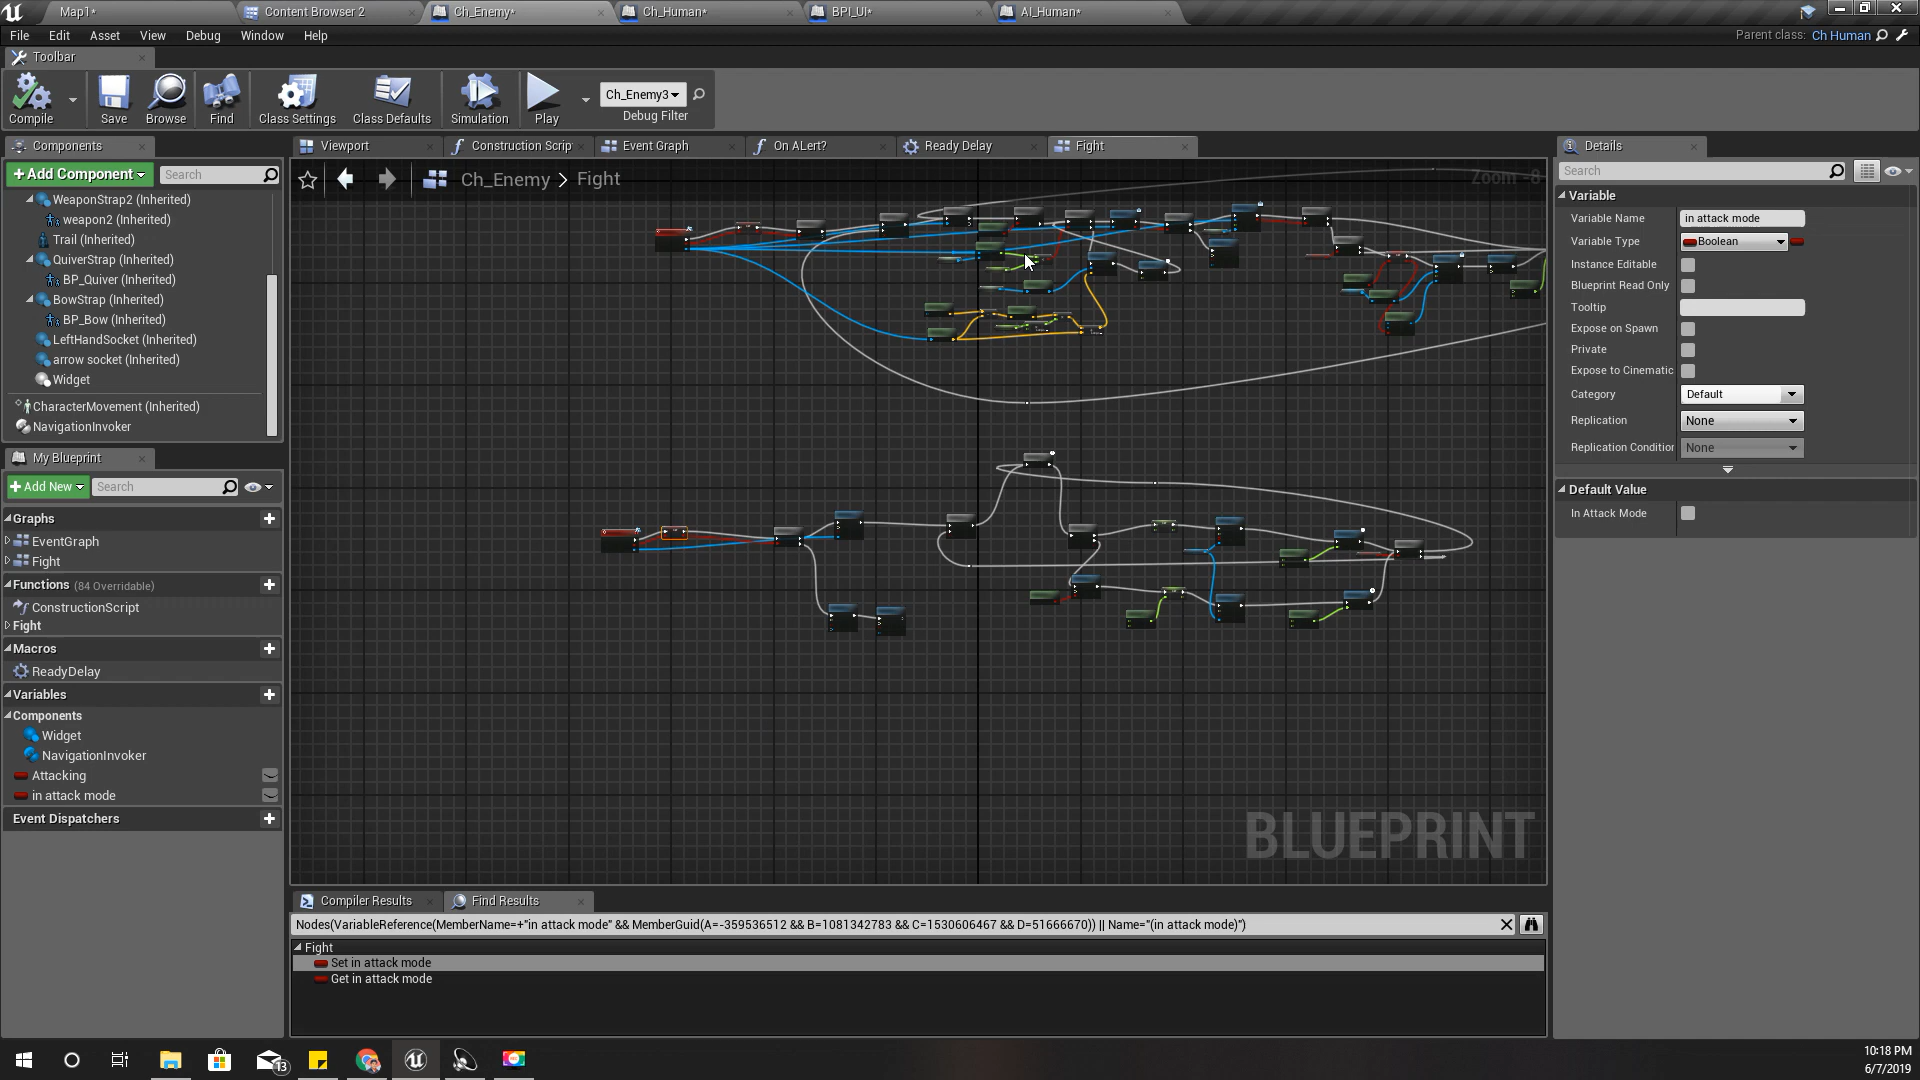 Map1*
Content Browser 2
Ch_Enemy*
Ch_Human*
BPI_UI*
AI_Human*
File
Edit
Asset
View
Debug
Window
Help
Parent class:
Ch Human
Toolbar
Compile
Save
Browse
Find
Class Settings
Class Defaults
Simulation
Play
Ch_Enemy3
Debug Filter
Components
+Add Component
Search
WeaponStrap2 (Inherited)
weapon2 (Inherited)
Trail (Inherited)
QuiverStrap (Inherited)
BP_Quiver (Inherited)
BowStrap (Inherited)
BP_Bow (Inherited)
LeftHandSocket (Inherited)
arrow socket (Inherited)
Widget
CharacterMovement (Inherited)
NavigationInvoker
My Blueprint
+Add New
Search
Graphs
EventGraph
Fight
Functions (84 Overridable)
ConstructionScript
Fight
Macros
ReadyDelay
Variables
Components
Widget
NavigationInvoker
Attacking
in attack mode
Event Dispatchers
Viewport
Construction Scrip
Event Graph
On ALert?
Ready Delay
Fight
Ch_Enemy > Fight
Zoom -8
BLUEPRINT
Compiler Results
Find Results
Nodes(VariableReference(MemberName=+"in attack mode" && MemberGuid(A=-359536512 && B=1081342783 && C=1530606467 && D=51666670)) || Name="(in attack mode)")
Fight
Set in attack mode
Get in attack mode
Details
Search
Variable
Variable Name
in attack mode
Variable Type
Boolean
Instance Editable
Blueprint Read Only
Tooltip
Expose on Spawn
Private
Expose to Cinematic
Category
Default
Replication
None
Replication Condition
None
Default Value
In Attack Mode
13
10:18 PM
6/7/2019